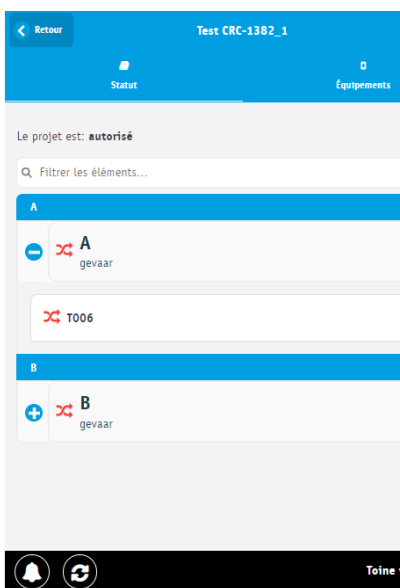 Retour
Test CRC-1382_1
Statut
Équipements
Le projet est: autorisé
Filtrer les éléments...
A
A
gevaar
T006
B
B
gevaar
Toine